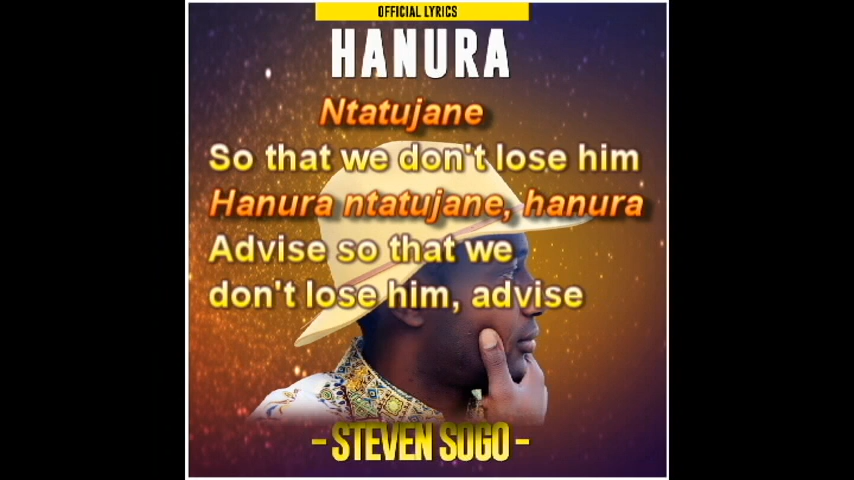 OFFICIAL LYRICS
HANURA
Ntatujane
So that we don't lose him
Hanura ntatujane, hanura
Advise so that we
don't lose him, advise
- STEVEN SOGO -